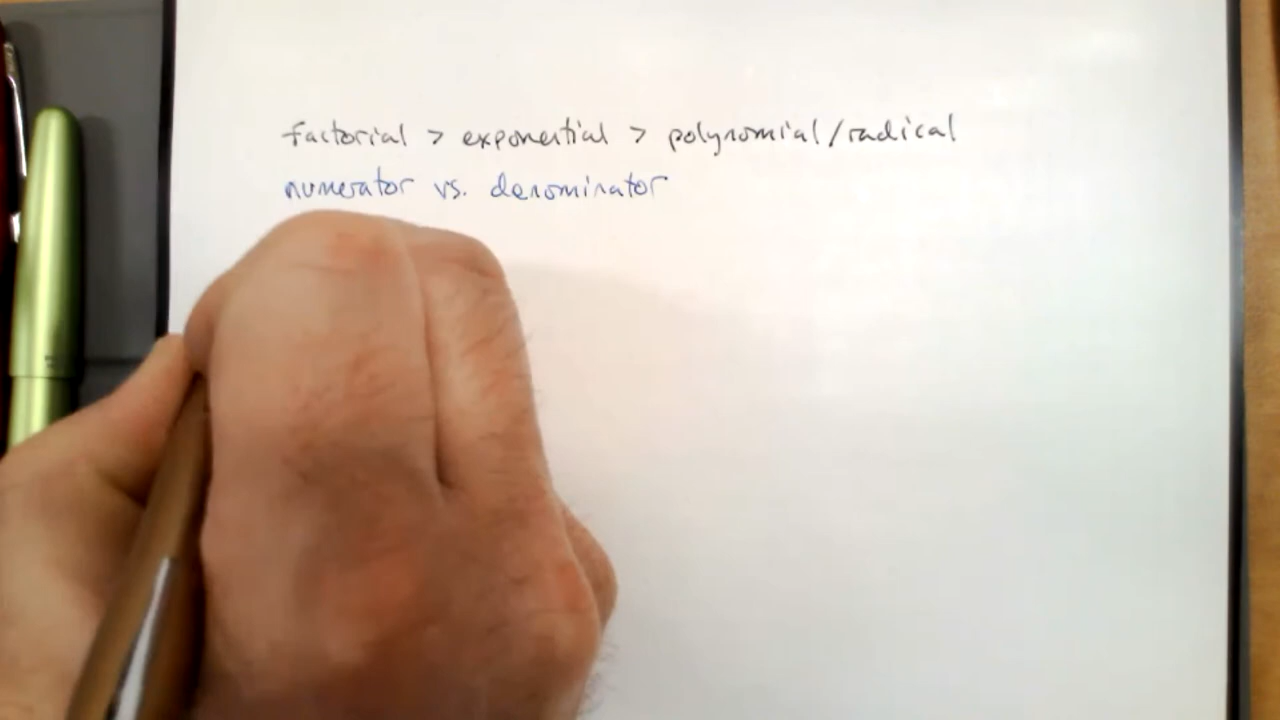 factorial > exponential > polynomial/radical
numerator vs. denominator